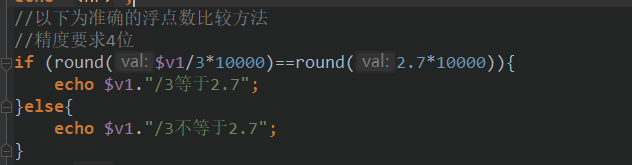 //以下为准确的浮点数比较方法
//精度要求4位
if (round( val: $v1/3*10000)==round( val: 2.7*10000)){
echo $v1."/3等于2.7";
}else{
echo $v1."/3不等于2.7";
}